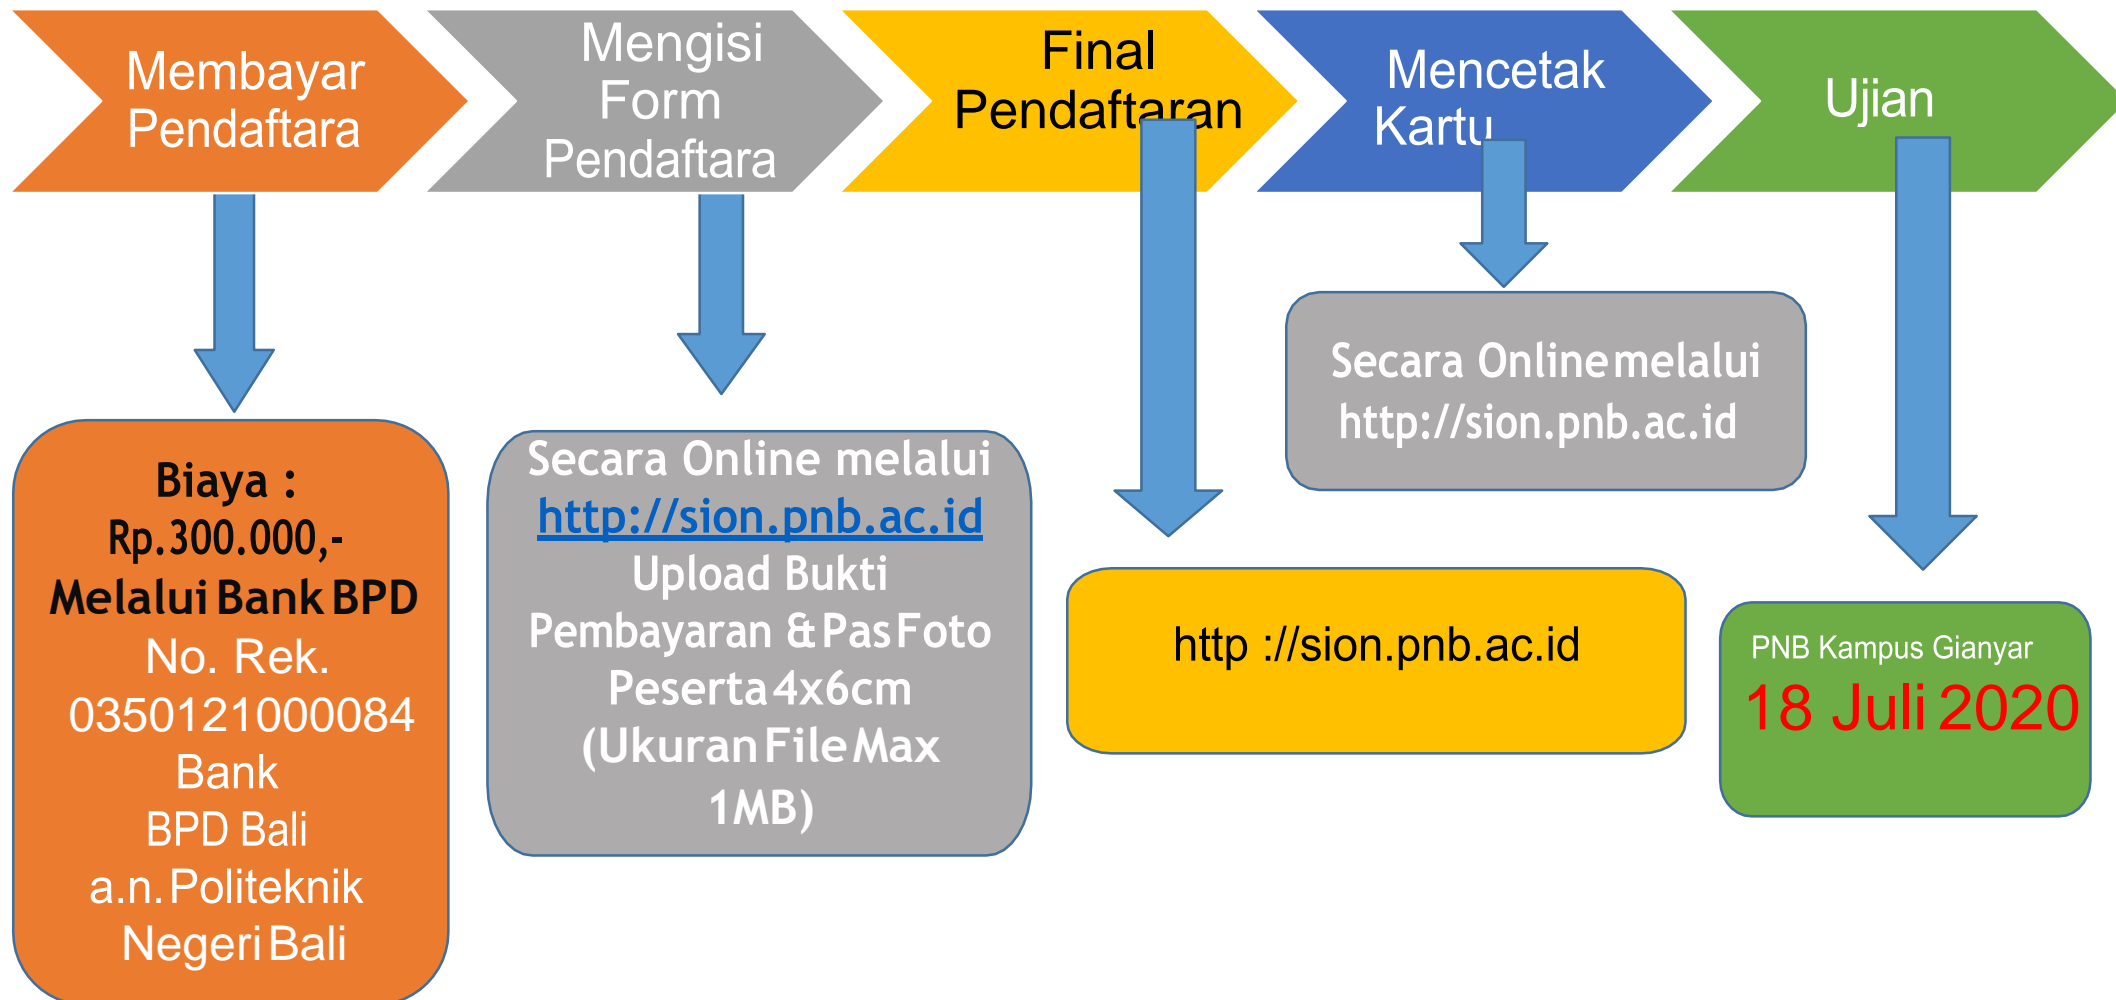 Membayar
Pendaftara
Mengisi
Form
Pendaftara
Final
Pendaftaran
Mencetak
Kartu
Ujian
Biaya :
Rp.300.000,-
Melalui Bank BPD
No. Rek.
0350121000084
Bank
BPD Bali
a.n. Politeknik
Negeri Bali
Secara Online melalui
http://sion.pnb.ac.id
Upload Bukti
Pembayaran & Pas Foto
Peserta 4x6cm
(Ukuran File Max
1MB)
http ://sion.pnb.ac.id
Secara Online melalui
http://sion.pnb.ac.id
PNB Kampus Gianyar
18 Juli 2020